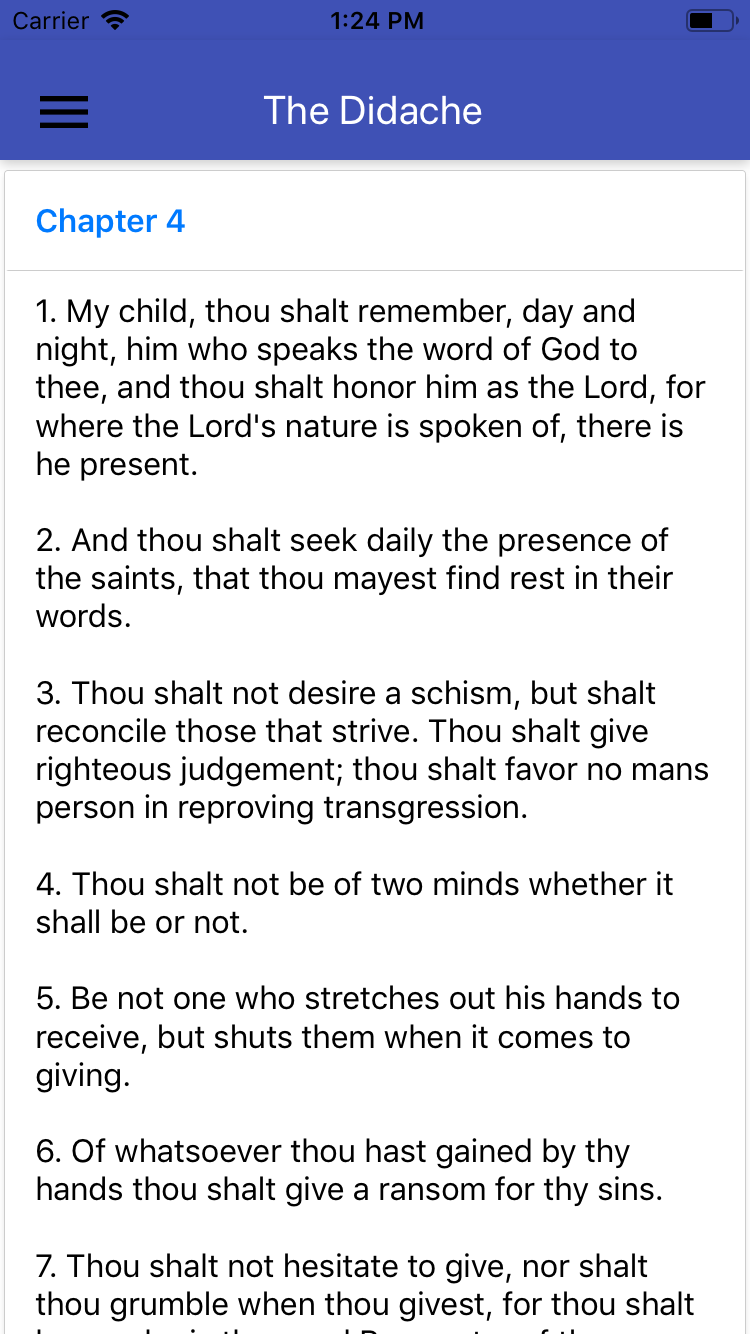 Carrier
1:24 PM
The Didache
Chapter 4
1. My child, thou shalt remember, day and
night, him who speaks the word of God to
thee, and thou shalt honor him as the Lord, for
where the Lord's nature is spoken of, there is
he present.
2. And thou shalt seek daily the presence of
the saints, that thou mayest find rest in their
words.
3. Thou shalt not desire a schism, but shalt
reconcile those that strive. Thou shalt give
righteous judgement; thou shalt favor no mans
person in reproving transgression.
4. Thou shalt not be of two minds whether it
shall be or not.
5. Be not one who stretches out his hands to
receive, but shuts them when it comes to
giving.
6. Of whatsoever thou hast gained by thy
hands thou shalt give a ransom for thy sins.
7. Thou shalt not hesitate to give, nor shalt
thou grumble when thou givest, for thou shalt